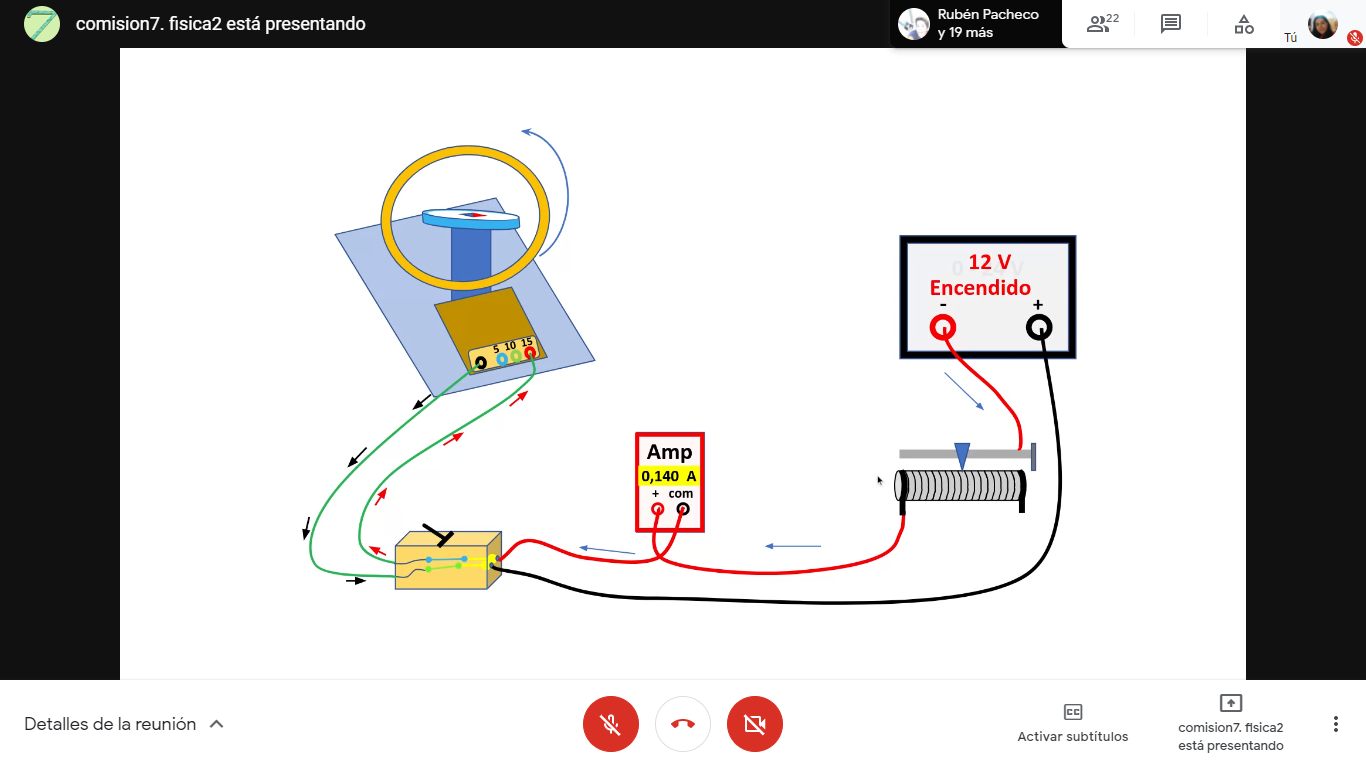 comision7. fisica2 está presentando
Rubén Pacheco
y 19 más
22
Tú
12 V
Encendido
- +
5 10 15
Amp
0,140 A
+ com
Detalles de la reunión
CC
Activar subtítulos
comision7. fisica2
está presentando